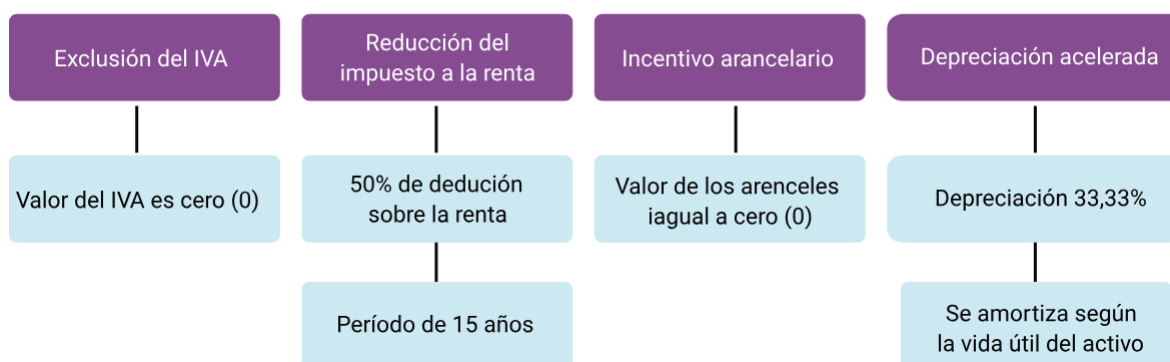 Exclusión del IVA
Valor del IVA es cero (0)
Reducción del
impuesto a la renta
50% de dedución
sobre la renta
Período de 15 años
Incentivo arancelario
Valor de los arenceles
iagual a cero (0)
Depreciación acelerada
Depreciación 33,33%
Se amortiza según
la vida útil del activo